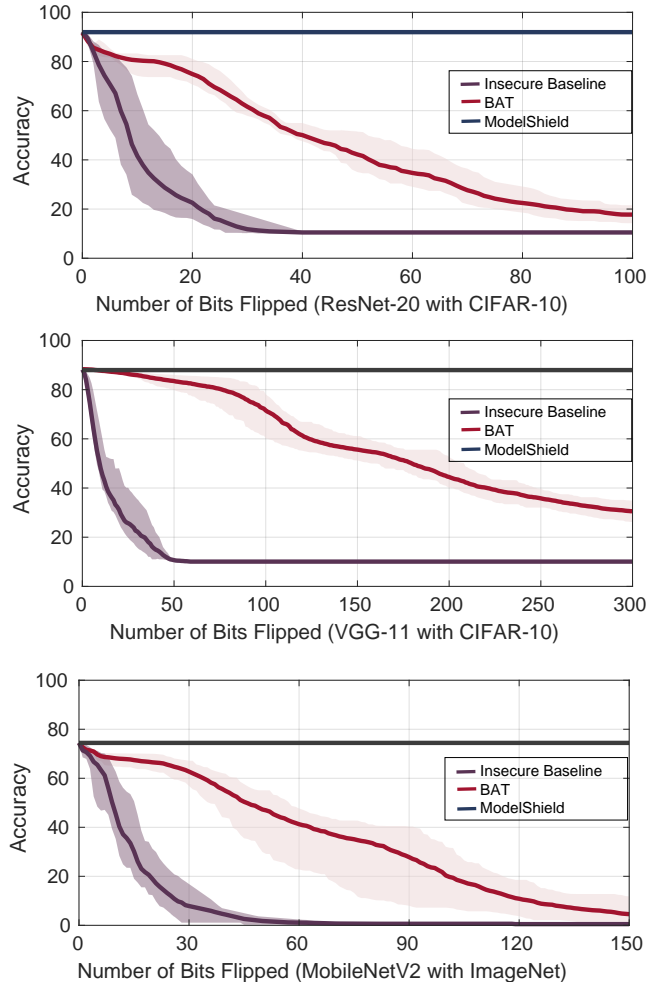 100
80
60
40
20
0
Accuracy
Insecure Baseline
BAT
ModelShield
0 20 40 60 80 100
Number of Bits Flipped (ResNet-20 with CIFAR-10)
100
80
60
40
20
0
Accuracy
Insecure Baseline
BAT
ModelShield
0 50 100 150 200 250 300
Number of Bits Flipped (VGG-11 with CIFAR-10)
100
80
60
40
20
0
Accuracy
Insecure Baseline
BAT
ModelShield
0 30 60 90 120 150
Number of Bits Flipped (MobileNetV2 with ImageNet)